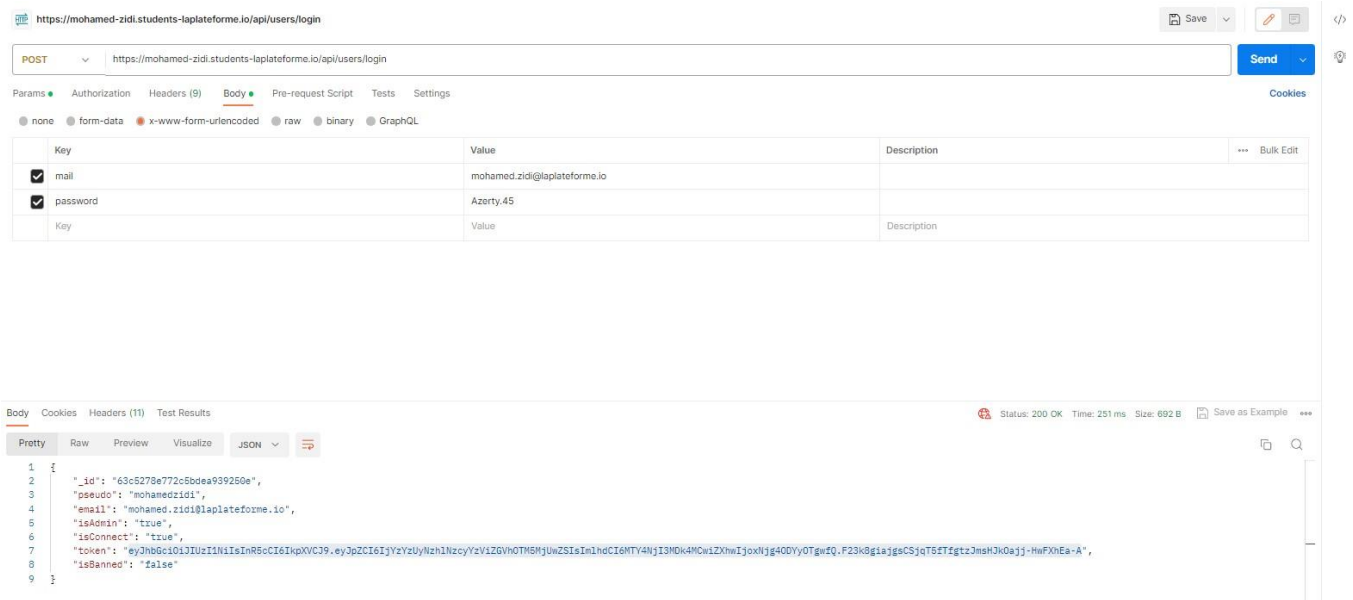 https://mohamed-zidi.students-laplateforme.io/api/users/login
Save
POST
https://mohamed-zidi.students-laplateforme.io/api/users/login
Send
Params Authorization Headers (9) Body Pre-request Script Tests Settings Cookies
none form-data x-www-form-urlencoded raw binary GraphQL
Key Value Description ••• Bulk Edit
mail mohamed.zidi@laplateforme.io
password Azerty.45
Key Value Description
Body Cookies Headers (11) Test Results Status: 200 OK Time: 251 ms Size: 692 B Save as Example •••
Pretty Raw Preview Visualize JSON
1 {
2 "_id": "63c5278e772c5bdea939250e",
3 "pseudo": "mohamedzidi",
4 "email": "mohamed.zidi@laplateforme.io",
5 "isAdmin": "true",
6 "isConnect": "true",
7 "token":
8 "isBanned": "false"
9 }